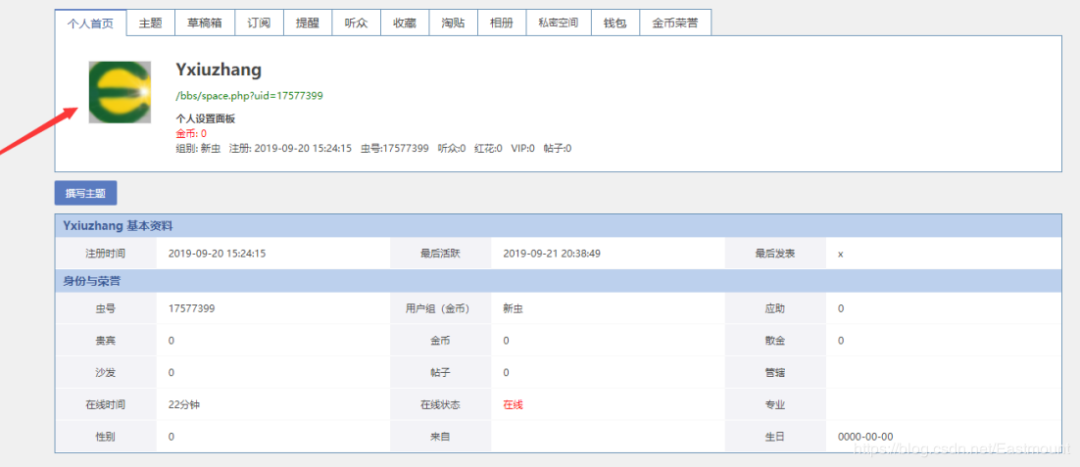 个人首页 主题 草稿箱 订阅 提醒 听众 收藏 淘贴 相册 私密空间 钱包 金币荣誉
Yxiuzhang
/bbs/space.php?uid=17577399
个人设置面板
金币: 0
组别: 新虫 注册: 2019-09-20 15:24:15 虫号:17577399 听众:0 红花:0 VIP:0 帖子:0
撰写主题
Yxiuzhang 基本资料
注册时间 2019-09-20 15:24:15 最后活跃 2019-09-21 20:38:49 最后发表 x
身份与荣誉
虫号 17577399 用户组（金币） 新虫 应助 0
贵宾 0 金币 0 散金 0
沙发 0 帖子 0 管辖
在线时间 22分钟 在线状态 在线 专业
性别 0 来自 生日 0000-00-00
https://blog.csdn.net/Eastmount